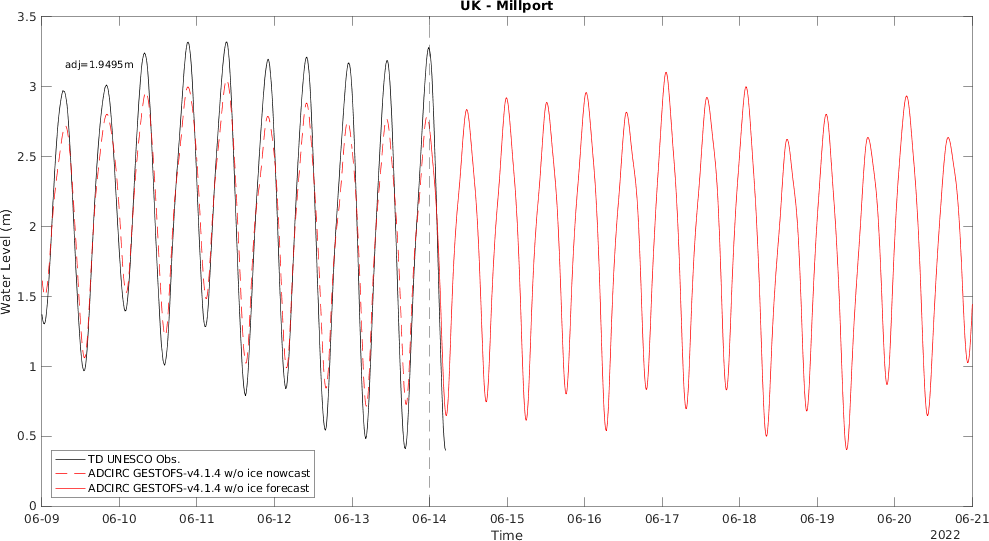 UK - Millport
adj=1.9495m
3.5
3
2.5
2
1.5
1
0.5
0
Water Level (m)
TD UNESCO Obs.
ADCIRC GESTOFS-v4.1.4 w/o ice nowcast
ADCIRC GESTOFS-v4.1.4 w/o ice forecast
06-09 06-10 06-11 06-12 06-13 06-14 06-15 06-16 06-17 06-18 06-19 06-20 06-21
Time
2022